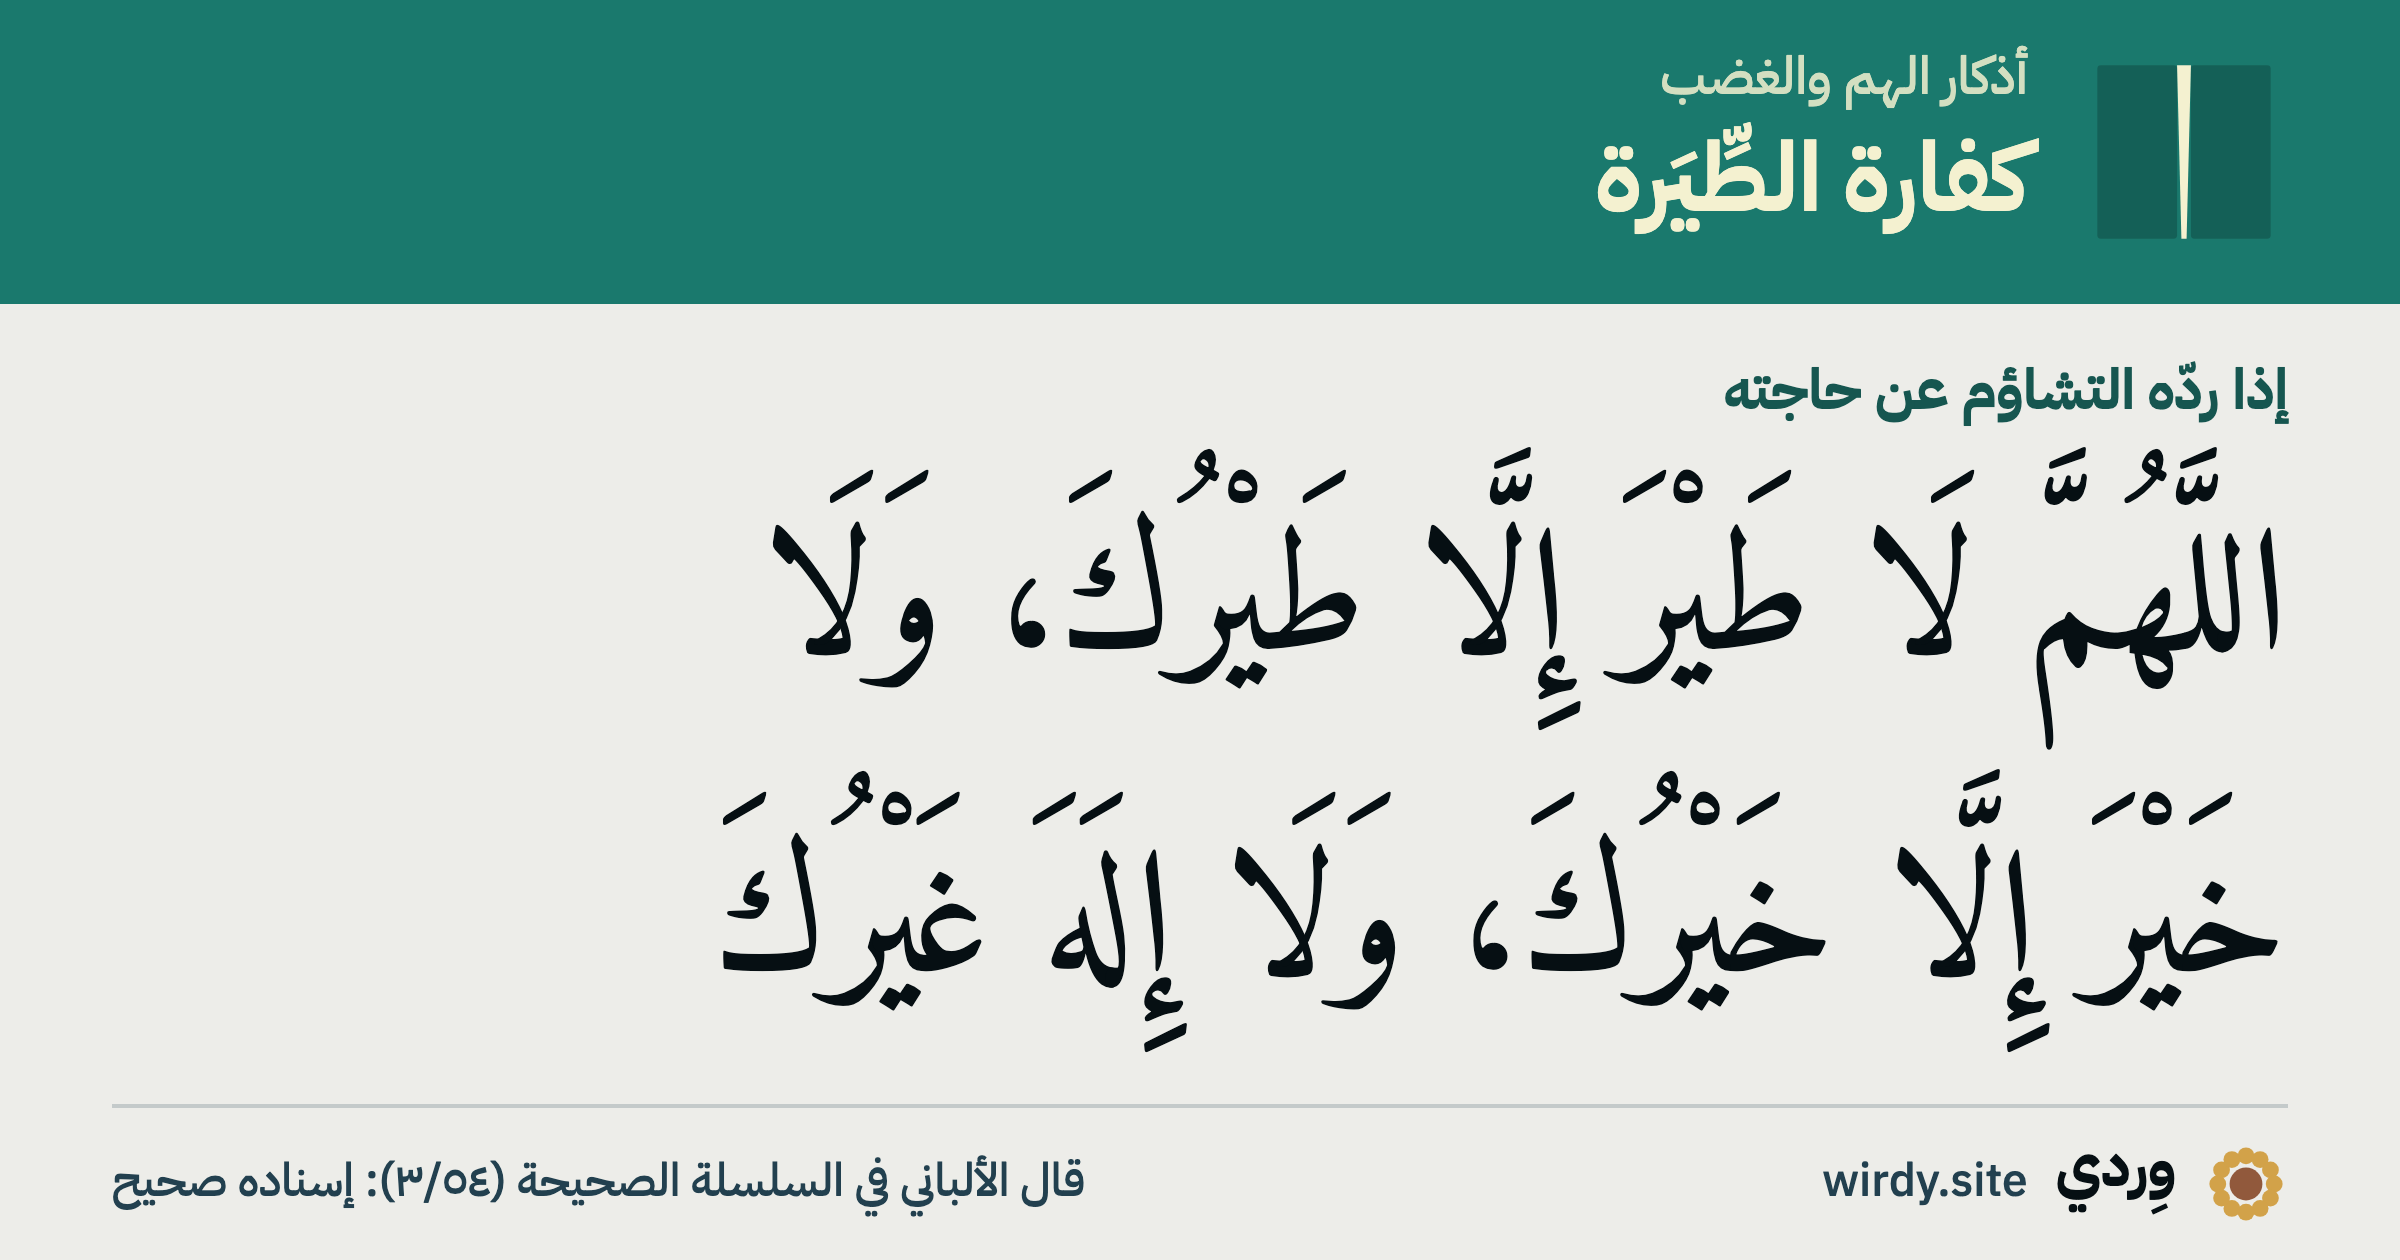 أذكار الهم والغضب
كفارة الطِّيَرة
إذا ردّه التشاؤم عن حاجته
اللَّهُمَّ لَا طَيْرَ إِلَّا طَيْرُكَ، وَلَا
خَيْرَ إِلَّا خَيْرُكَ، وَلَا إِلَهَ غَيْرُكَ
وِردي wirdy.site
قال الألباني في السلسلة الصحيحة (٣/٥٤): إسناده صحيح